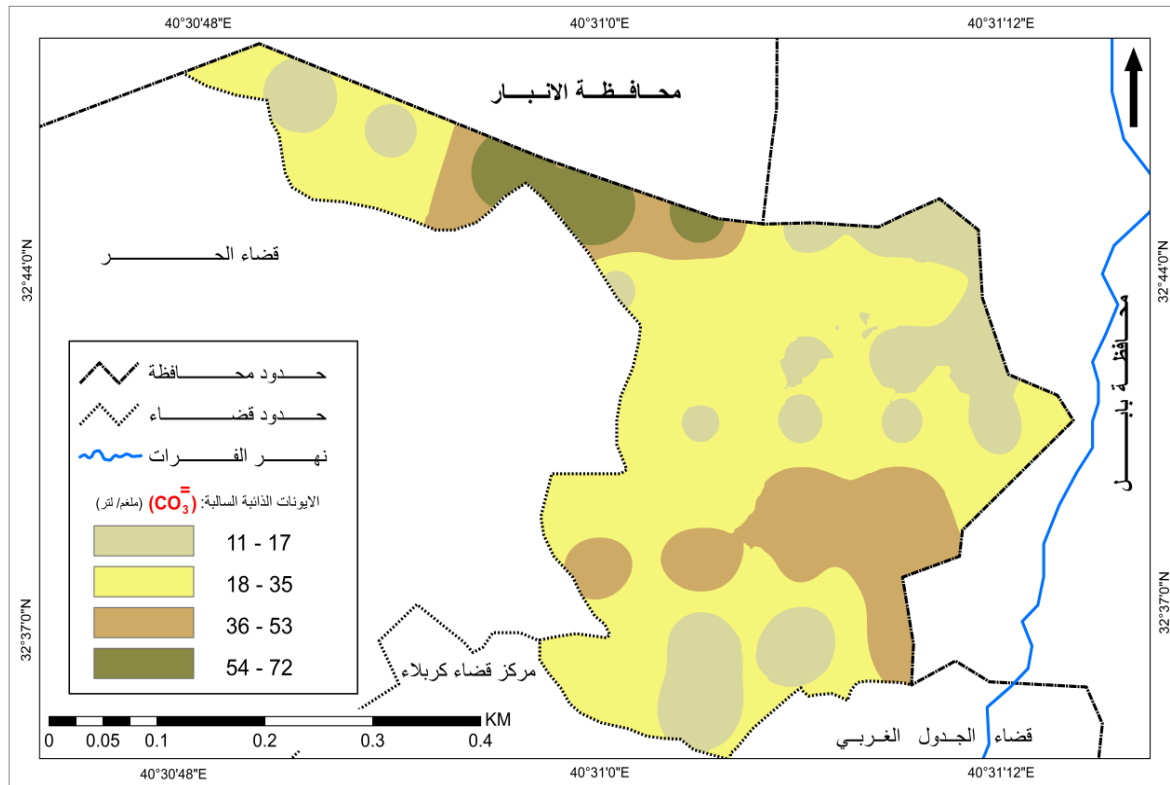 40°30'48"E
40°31'0"E
40°31'12"E
محافظة الانبار
32°44'0"N
32°44'0"N
قضاء الحر
محافظة بابل
حدود محافظة
حدود قضاء
نهر الفرات
الايونات الذائبة السالبة: (CO₃⁼) (ملغم/ لتر)
11 - 17
18 - 35
36 - 53
54 - 72
32°37'0"N
32°37'0"N
مركز قضاء كربلاء
قضاء الجدول الغربي
KM
0 0.05 0.1 0.2 0.3 0.4
40°30'48"E
40°31'0"E
40°31'12"E